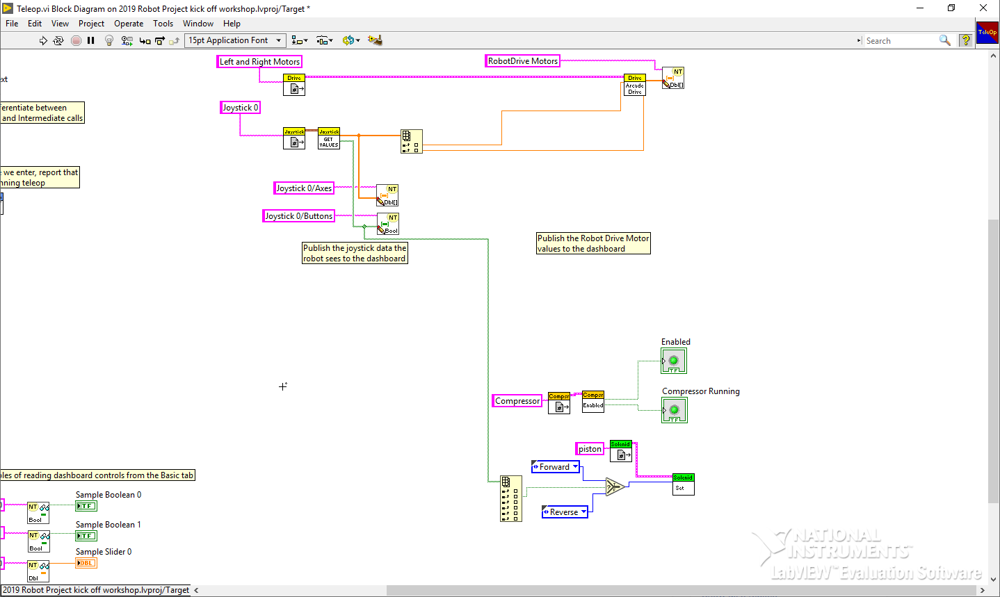 Teleop.vi Block Diagram on 2019 Robot Project kick off workshop.lvproj/Target *
File Edit View Project Operate Tools Window Help
15pt Application Font
Search
TeleOp
Left and Right Motors
RobotDrive Motors
Drive
Drive
Arcade
Drive
NT
Dbl[]
ext
ferentiate between
and Intermediate calls
Joystick 0
Joystick
Joystick
GET
VALUES
we enter, report that
nning teleop
Joystick 0/Axes
NT
Dbl[]
Joystick 0/Buttons
NT
Bool
Publish the joystick data the
robot sees to the dashboard
Publish the Robot Drive Motor
values to the dashboard
Enabled
TF
Compressor Running
TF
Compressor
Compsr
Compsr
Enabled
piston
Solenid
Forward
Solenid
Set
Reverse
les of reading dashboard controls from the Basic tab
Sample Boolean 0
NT
Bool
TF
Sample Boolean 1
NT
Bool
TF
Sample Slider 0
NT
Dbl
DBL
NATIONAL
INSTRUMENTS™
LabVIEW™ Evaluation Software
2019 Robot Project kick off workshop.lvproj/Target